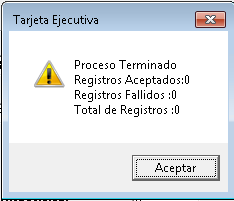 Tarjeta Ejecutiva
Proceso Terminado
Registros Aceptados:0
Registros Fallidos :0
Total de Registros :0
Aceptar